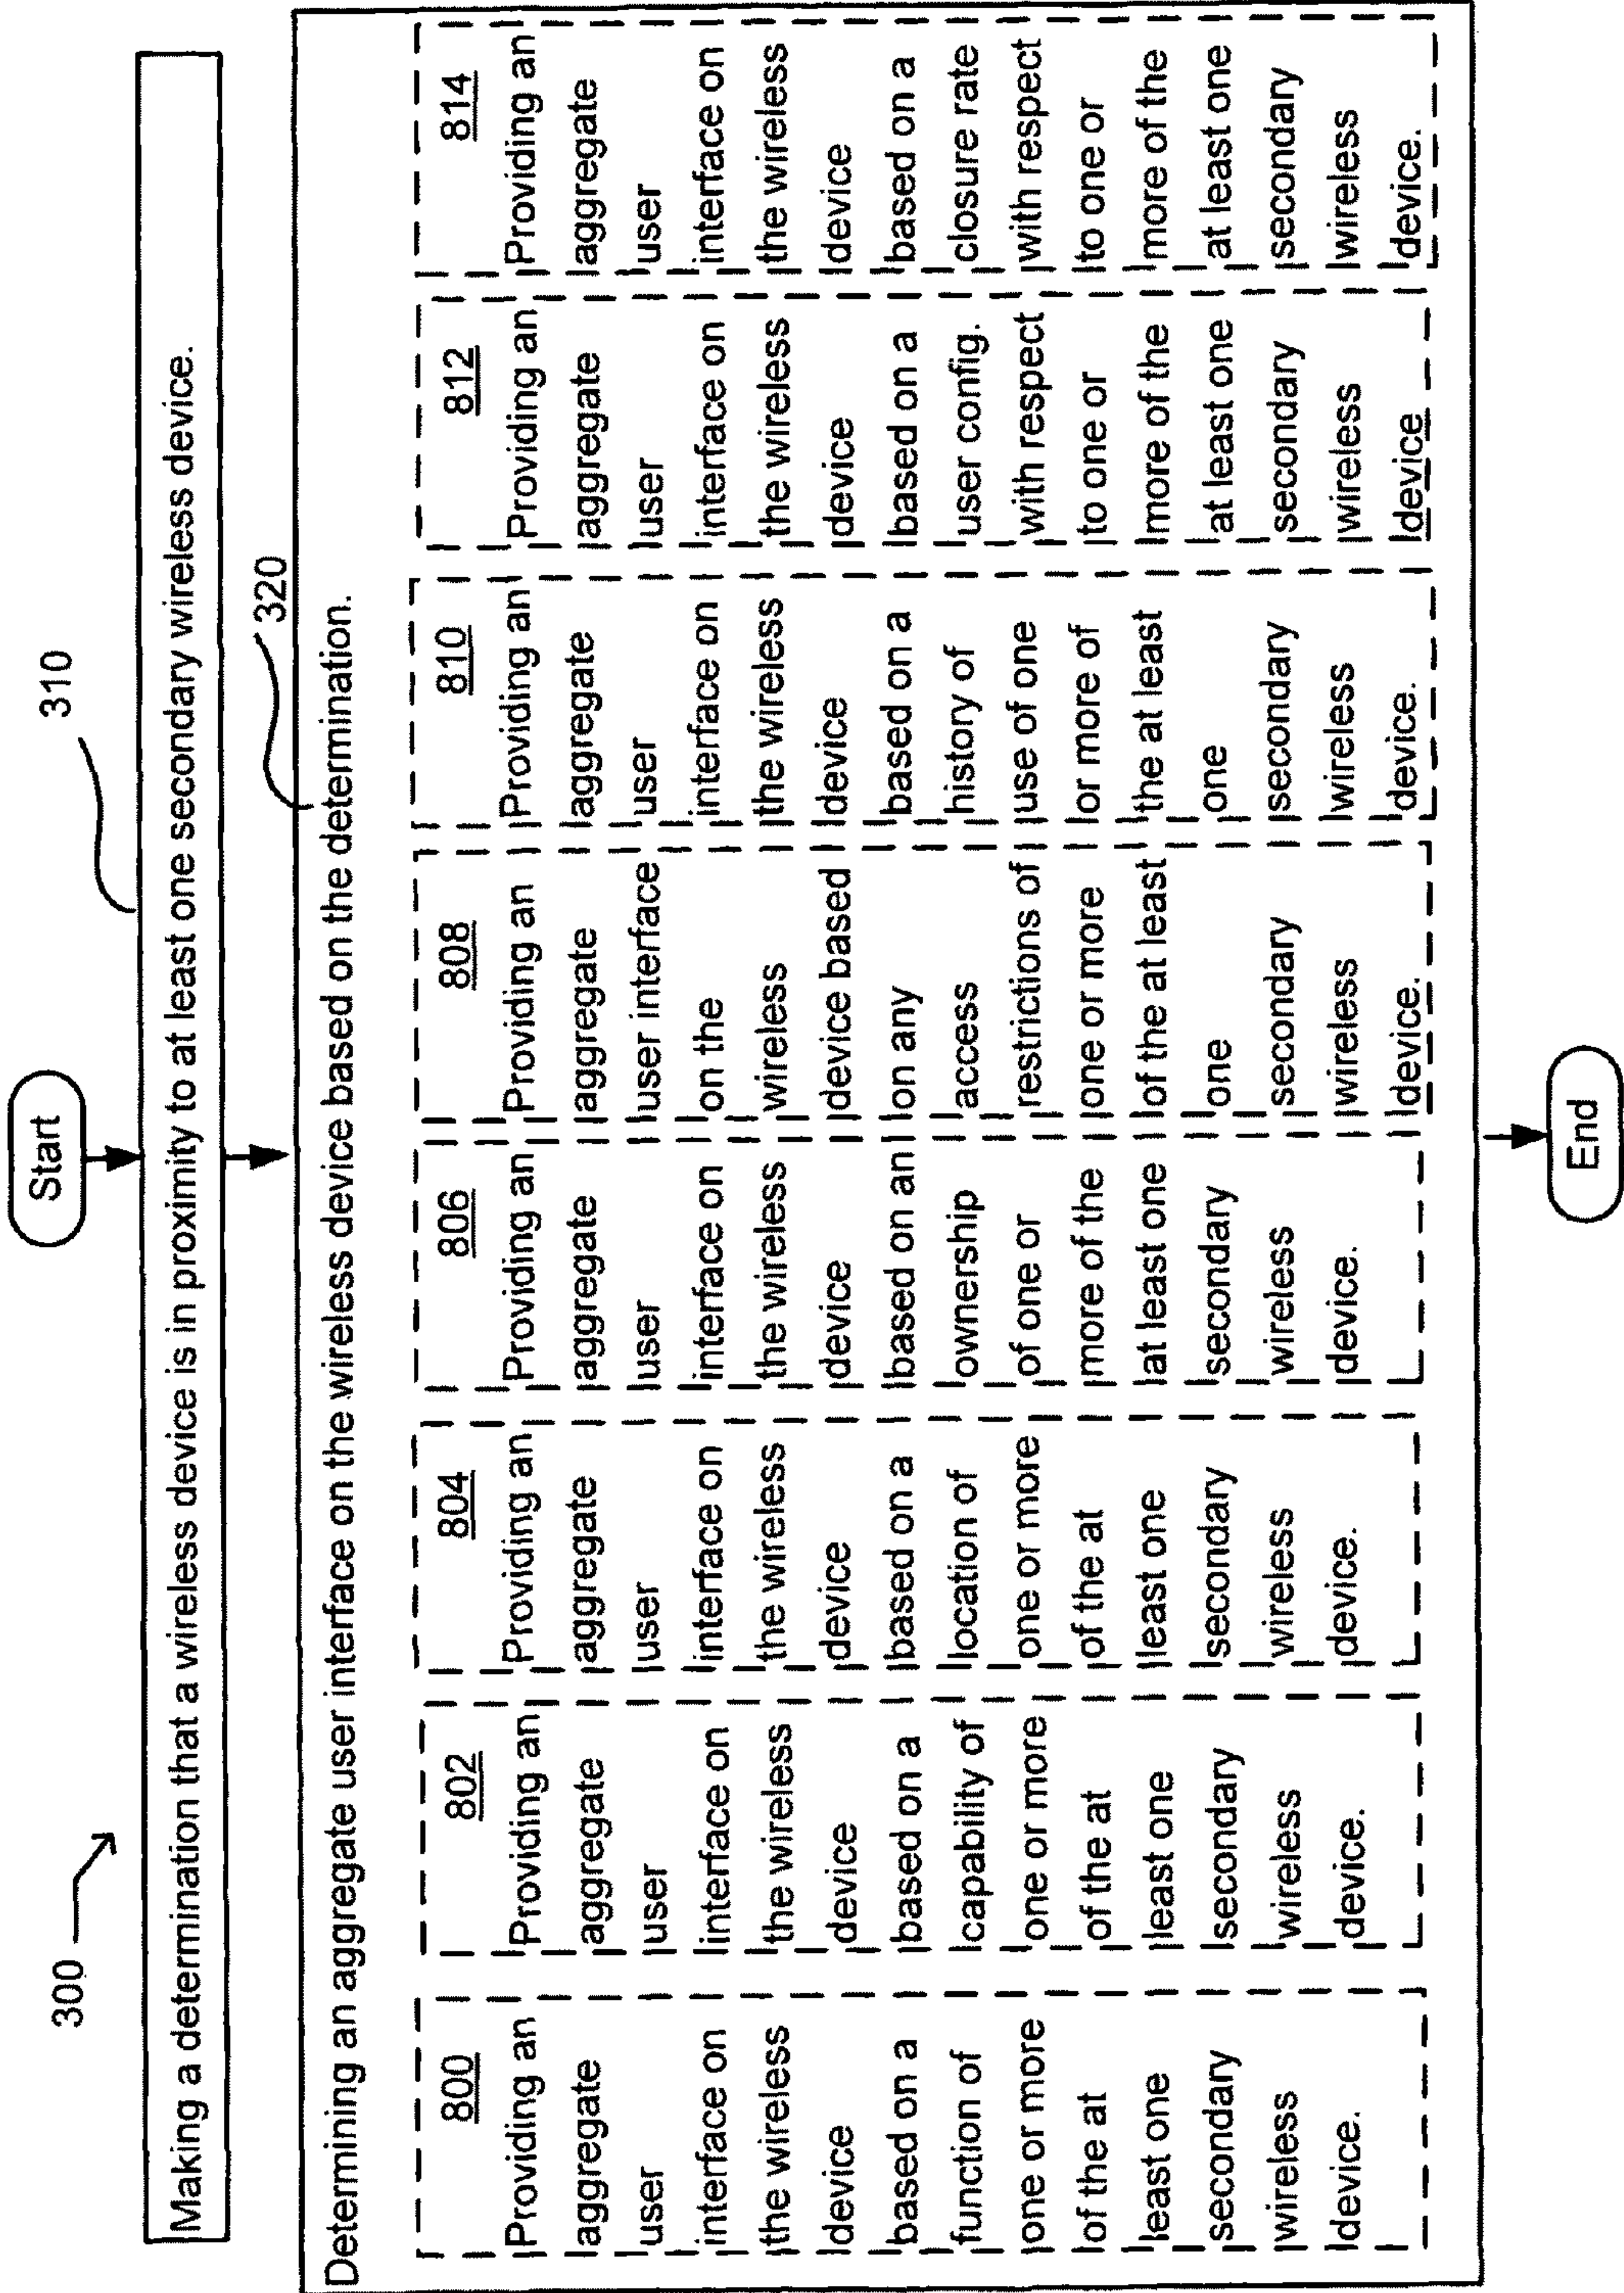 300
Start
310
Making a determination that a wireless device is in proximity to at least one secondary wireless device.
320
Determining an aggregate user interface on the wireless device based on the determination.
800
Providing an
aggregate
user
interface on
the wireless
device
based on a
function of
one or more
of the at
least one
secondary
wireless
device.
802
Providing an
aggregate
user
interface on
the wireless
device
based on a
capability of
one or more
of the at
least one
secondary
wireless
device.
804
Providing an
aggregate
user
interface on
the wireless
device
based on a
location of
one or more
of the at
least one
secondary
wireless
device.
806
Providing an
aggregate
user
interface on
the wireless
device
based on an
ownership
of one or
more of the
at least one
secondary
wireless
device.
808
Providing an
aggregate
user interface
on the
wireless
device based
on any
access
restrictions of
one or more
of the at least
one
secondary
wireless
device.
810
Providing an
aggregate
user
interface on
the wireless
device
based on a
history of
use of one
or more of
the at least
one
secondary
wireless
device.
812
Providing an
aggregate
user
interface on
the wireless
device
based on a
user config.
with respect
to one or
more of the
at least one
secondary
wireless
device
814
Providing an
aggregate
user
interface on
the wireless
device
based on a
closure rate
with respect
to one or
more of the
at least one
secondary
wireless
device.
End